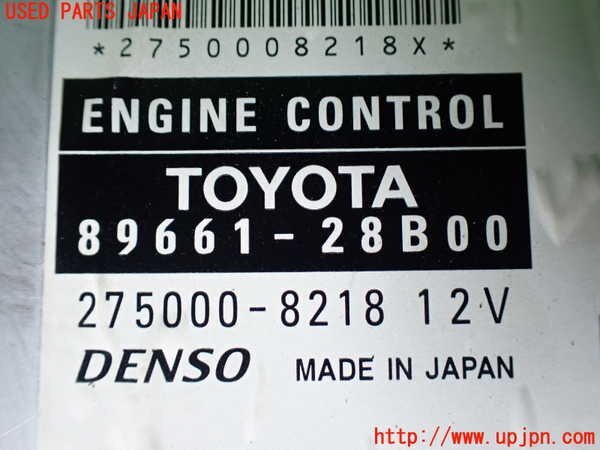 USED PARTS JAPAN
*2750008218X*
ENGINE CONTROL
TOYOTA
89661-28B00
275000-8218 12V
DENSO MADE IN JAPAN
http://www.upjpn.com/